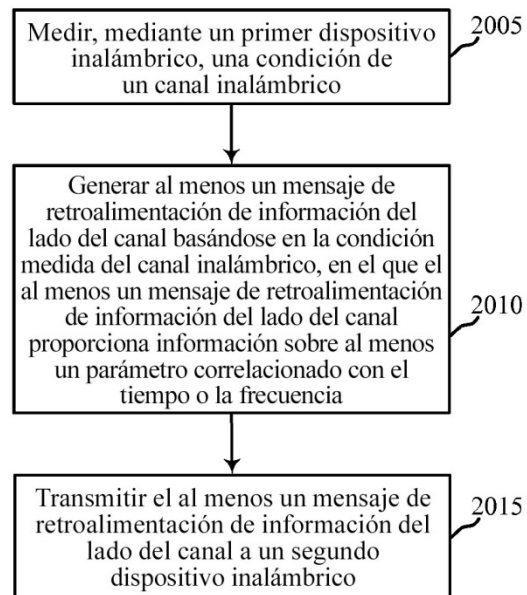 Medir, mediante un primer dispositivo
inalámbrico, una condición de
un canal inalámbrico
2005
Generar al menos un mensaje de
retroalimentación de información del
lado del canal basándose en la condición
medida del canal inalámbrico, en el que el
al menos un mensaje de retroalimentación
de información del lado del canal
proporciona información sobre al menos
un parámetro correlacionado con el
tiempo o la frecuencia
2010
Transmitir el al menos un mensaje de
retroalimentación de información del
lado del canal a un segundo
dispositivo inalámbrico
2015